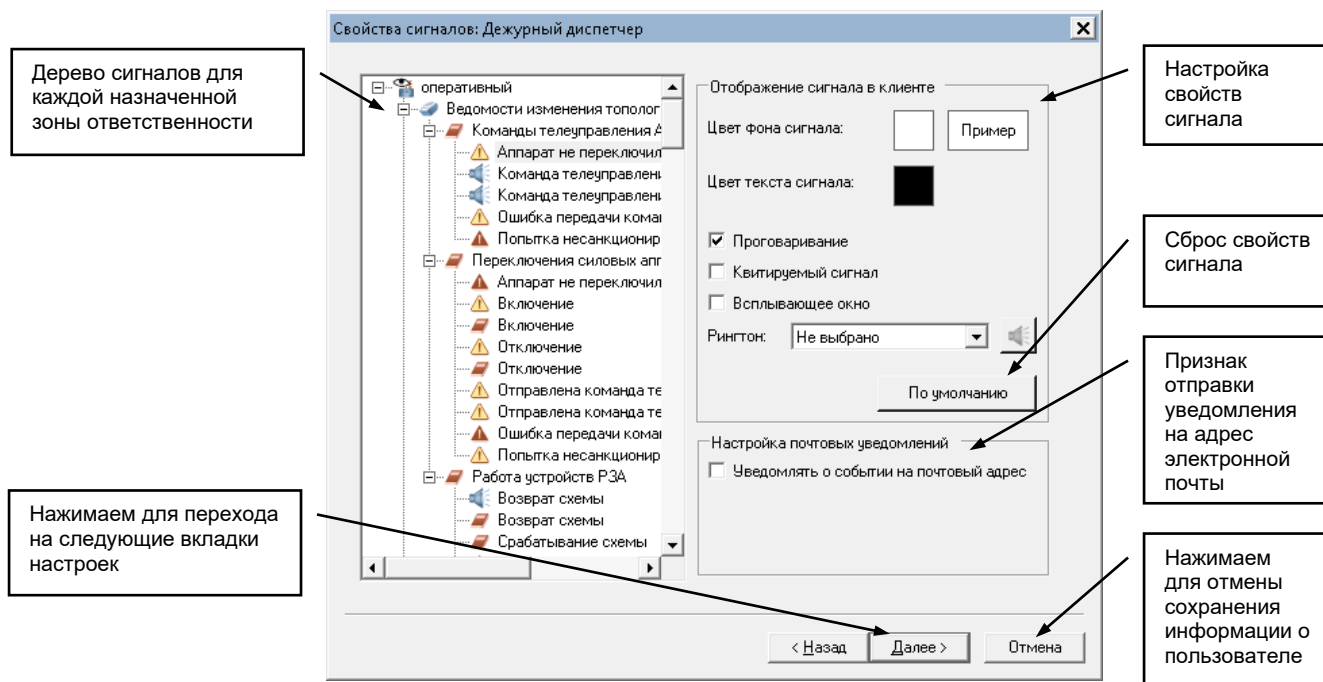 Свойства сигналов: Дежурный диспетчер
Дерево сигналов для
каждой назначенной
зоны ответственности
оперативный
Ведомости изменения тополог
Команды телеуправления А
Аппарат не переключил
Команда телеуправлени
Команда телеуправлени
Ошибка передачи кома
Попытка несанкционир
Переключения силовых апп
Аппарат не переключил
Включение
Включение
Отключение
Отключение
Отправлена команда те
Отправлена команда те
Ошибка передачи кома
Попытка несанкционир
Работа устройств РЗА
Возврат схемы
Возврат схемы
Срабатывание схемы
Отображение сигнала в клиенте
Цвет фона сигнала:
Пример
Цвет текста сигнала:
Проговаривание
Квитируемый сигнал
Всплывающее окно
Рингтон:
Не выбрано
По умолчанию
Настройка почтовых уведомлений
Уведомлять о событии на почтовый адрес
< Назад
Далее >
Отмена
Нажимаем для перехода
на следующие вкладки
настроек
Настройка
свойств
сигнала
Сброс свойств
сигнала
Признак
отправки
уведомления
на адрес
электронной
почты
Нажимаем
для отмены
сохранения
информации о
пользователе